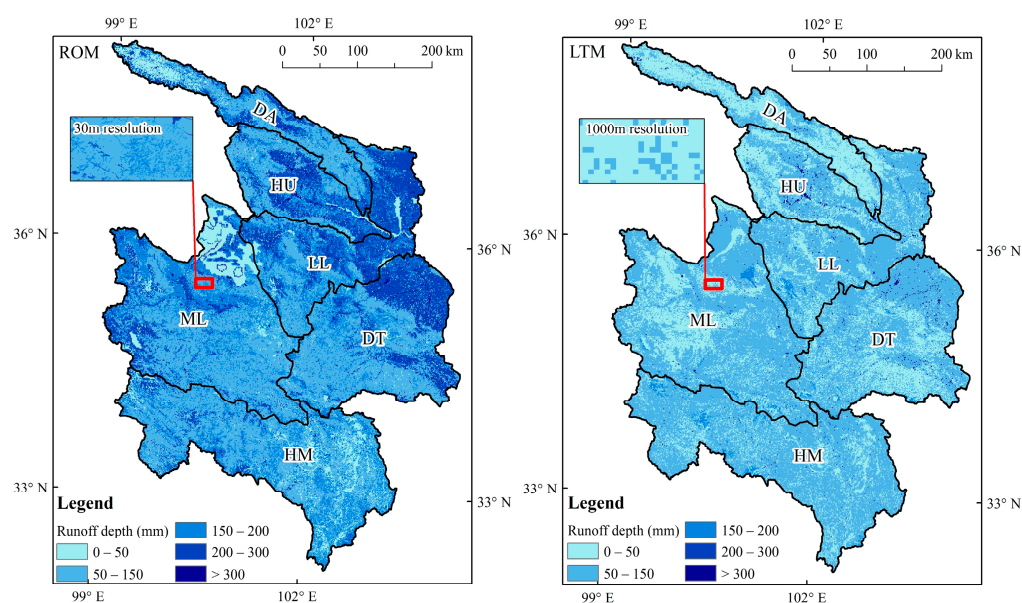 99° E
102° E
ROM
0 50 100 200 km
DA
30m resolution
HU
36° N
36° N
LL
ML
DT
HM
33° N
33° N
Legend
Runoff depth (mm)
0 – 50
50 – 150
150 – 200
200 – 300
> 300
99° E
102° E
99° E
102° E
LTM
0 50 100 200 km
DA
1000m resolution
HU
36° N
36° N
LL
ML
DT
HM
33° N
33° N
Legend
Runoff depth (mm)
0 – 50
50 – 150
150 – 200
200 – 300
> 300
99° E
102° E